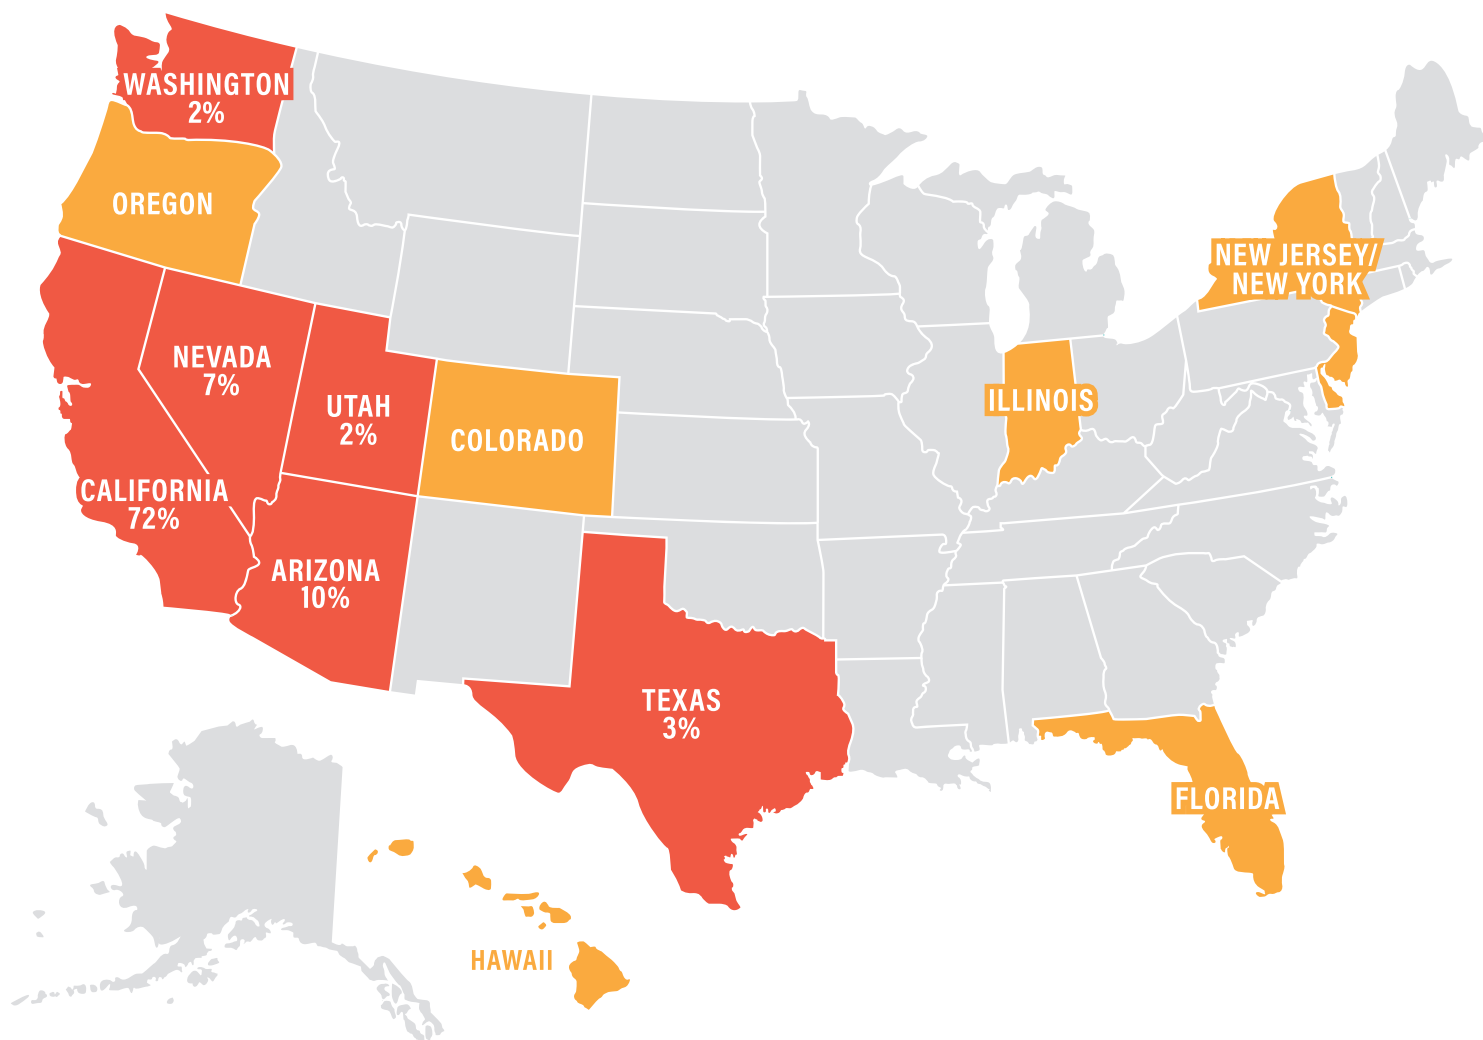 WASHINGTON
2%
OREGON
NEW JERSEY/
NEW YORK
NEVADA
7%
UTAH
2%
ILLINOIS
COLORADO
CALIFORNIA
72%
ARIZONA
10%
TEXAS
3%
FLORIDA
HAWAII